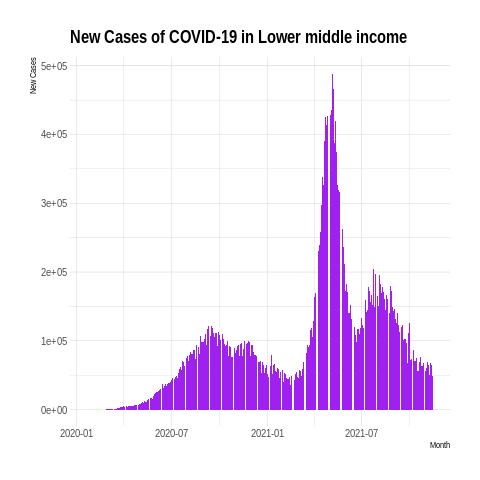 New Cases of COVID-19 in Lower middle income
New Cases
5e+05
4e+05
3e+05
2e+05
1e+05
0e+00
2020-01 2020-07 2021-01 2021-07
Month